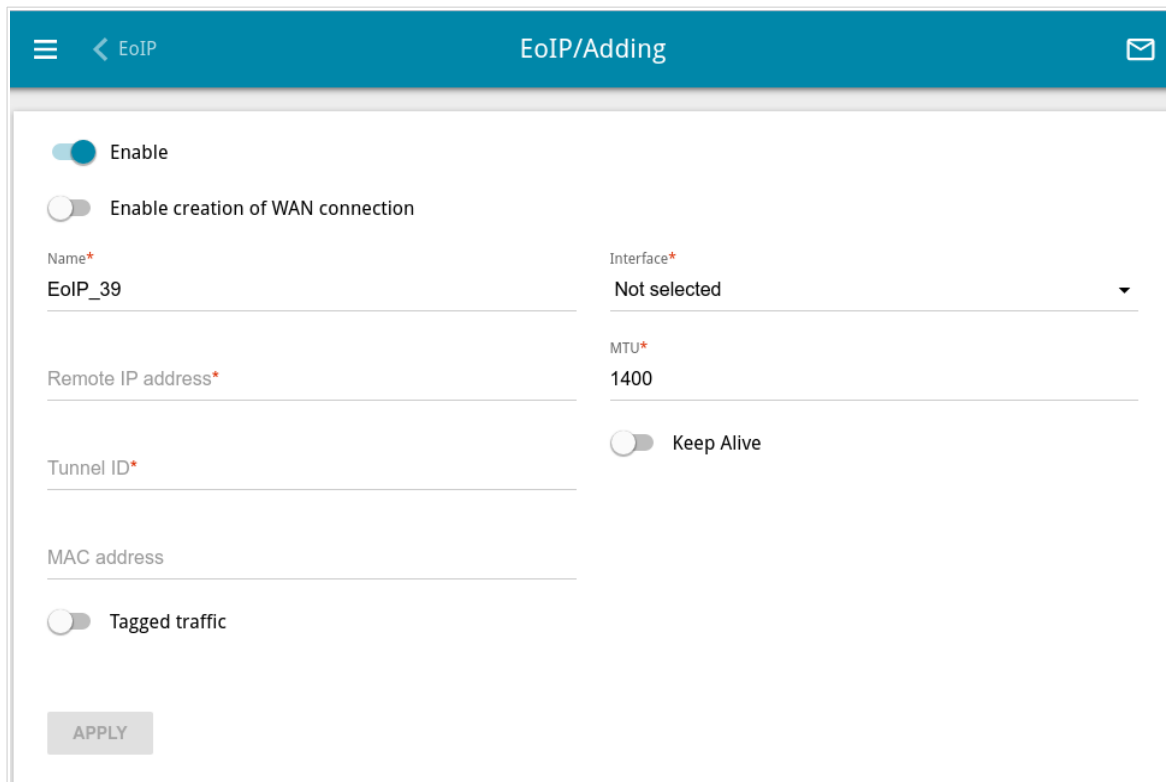 EoIP
EoIP/Adding
Enable
Enable creation of WAN connection
Name*
EoIP_39
Interface*
Not selected
Remote IP address*
MTU*
1400
Tunnel ID*
Keep Alive
MAC address
Tagged traffic
APPLY